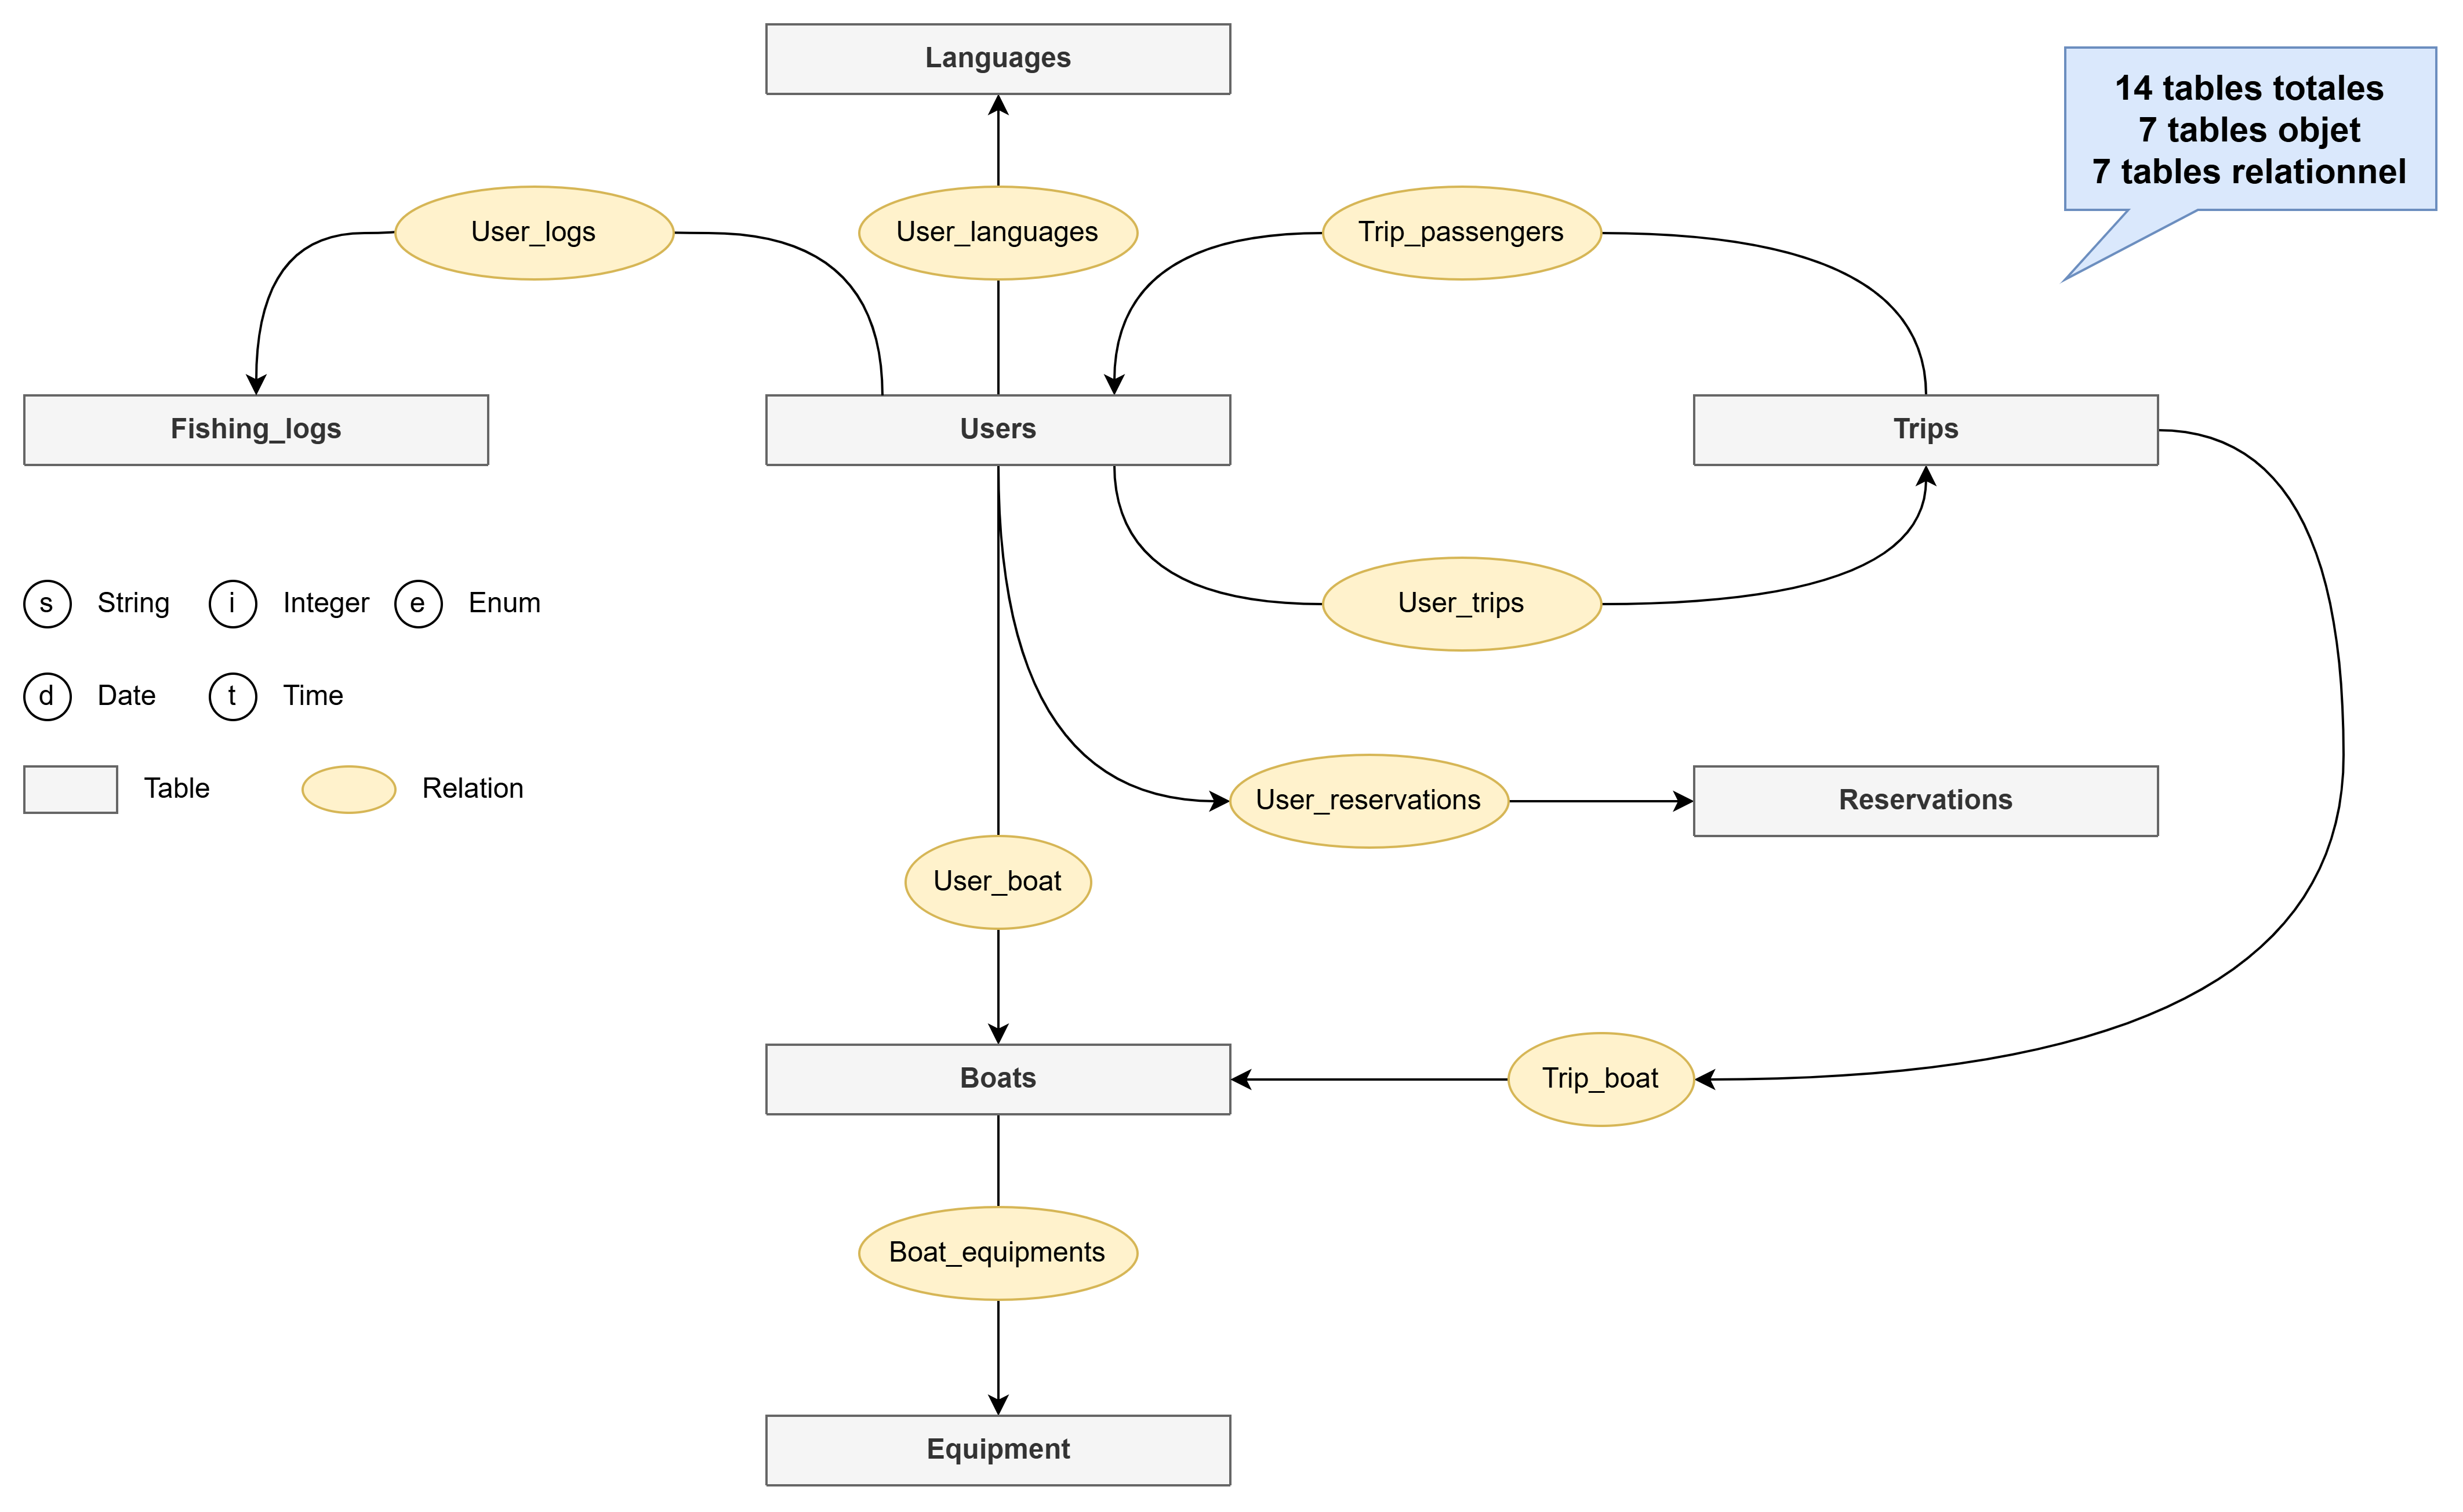 Languages
14 tables totales
7 tables objet
7 tables relationnel
User_logs
User_languages
Trip_passengers
Fishing_logs
Users
Trips
s String i Integer e Enum
User_trips
d Date t Time
Table Relation
User_reservations
Reservations
User_boat
Boats
Trip_boat
Boat_equipments
Equipment